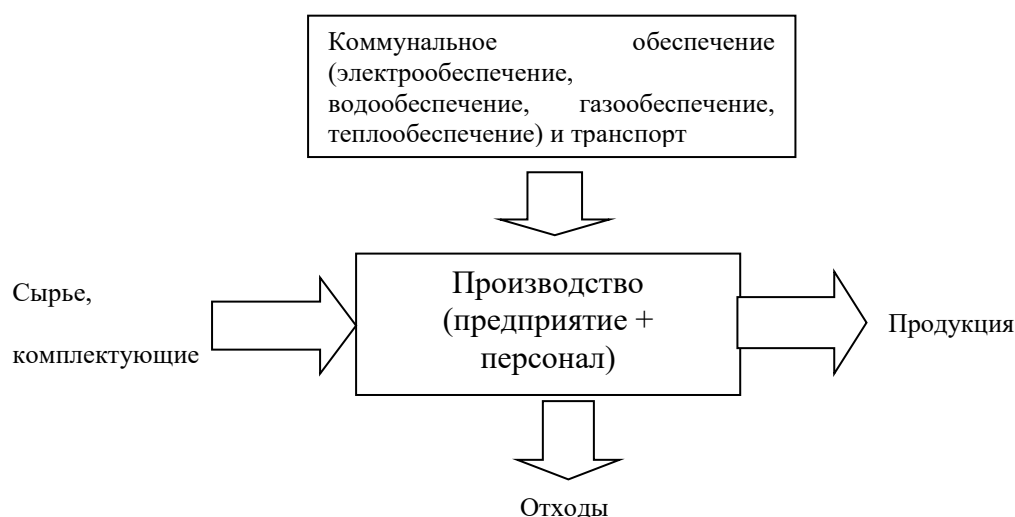 Коммунальное обеспечение
(электрообеспечение,
водообеспечение, газообеспечение,
теплообеспечение) и транспорт
Сырье,
комплектующие
Производство
(предприятие +
персонал)
Продукция
Отходы